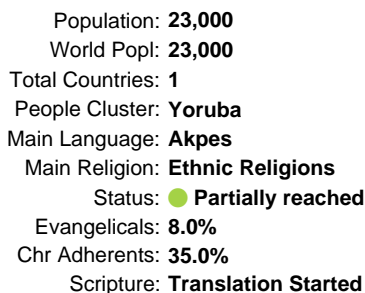 Population: 23,000
World Popl: 23,000
Total Countries: 1
People Cluster: Yoruba
Main Language: Akpes
Main Religion: Ethnic Religions
Status: Partially reached
Evangelicals: 8.0%
Chr Adherents: 35.0%
Scripture: Translation Started